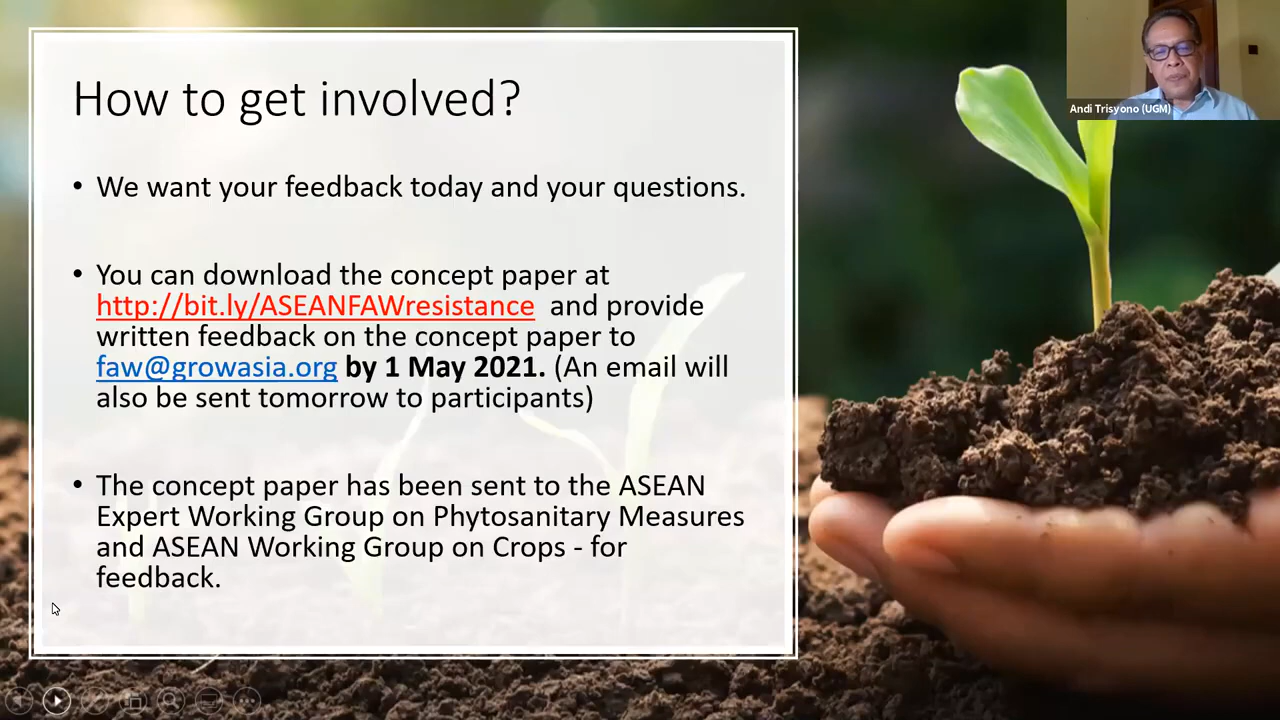 How to get involved?
• We want your feedback today and your questions.
• You can download the concept paper at
http://bit.ly/ASEANFAWresistance and provide
written feedback on the concept paper to
faw@growasia.org by 1 May 2021. (An email will
also be sent tomorrow to participants)
• The concept paper has been sent to the ASEAN
Expert Working Group on Phytosanitary Measures
and ASEAN Working Group on Crops - for
feedback.
Andi Trisyono (UGM)